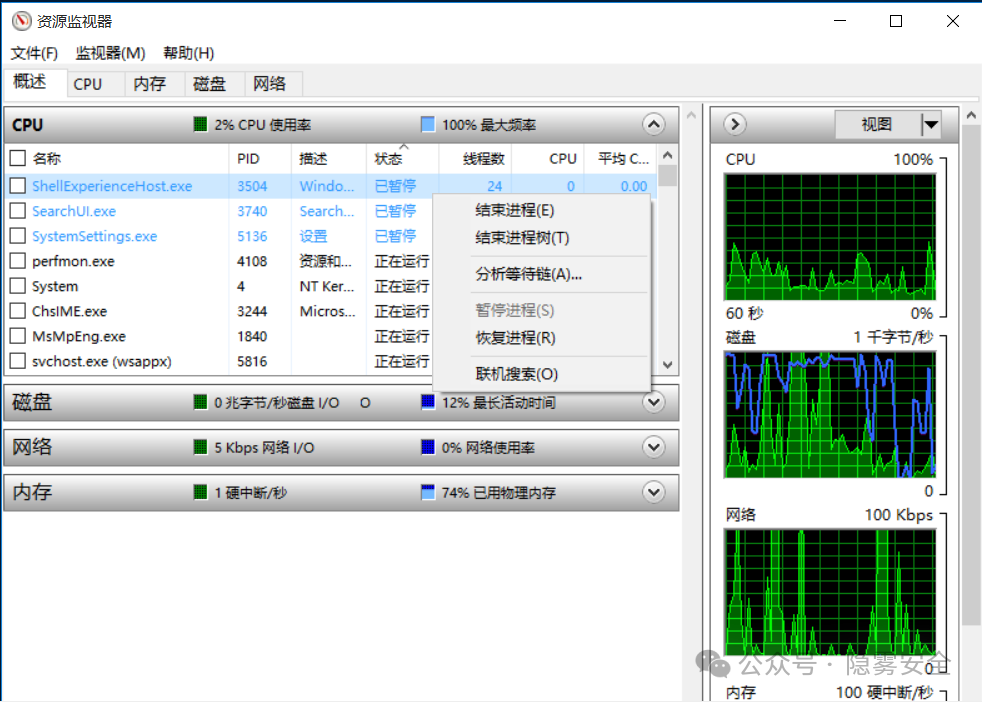 资源监视器
文件(F) 监视器(M) 帮助(H)
概述 CPU 内存 磁盘 网络
CPU 2% CPU 使用率 100% 最大频率
名称 PID 描述 状态 线程数 CPU 平均 C...
ShellExperienceHost.exe 3504 Windo... 已暂停 24 0 0.00
SearchUI.exe 3740 Search... 已暂停
SystemSettings.exe 5136 设置 已暂停
perfmon.exe 4108 资源和... 正在运行
System 4 NT Ker... 正在运行
ChsIME.exe 3244 Micros... 正在运行
MsMpEng.exe 1840 正在运行
svchost.exe (wsappx) 5816 正在运行
结束进程(E)
结束进程树(T)
分析等待链(A)...
暂停进程(S)
恢复进程(R)
联机搜索(O)
磁盘 0 兆字节/秒磁盘 I/O O 12% 最长活动时间
网络 5 Kbps 网络 I/O 0% 网络使用率
内存 1 硬中断/秒 74% 已用物理内存
视图
CPU 100%
60 秒 0%
磁盘 1 千字节/秒
0
网络 100 Kbps
0
内存 100 硬中断/秒
公众号 · 隐雾安全